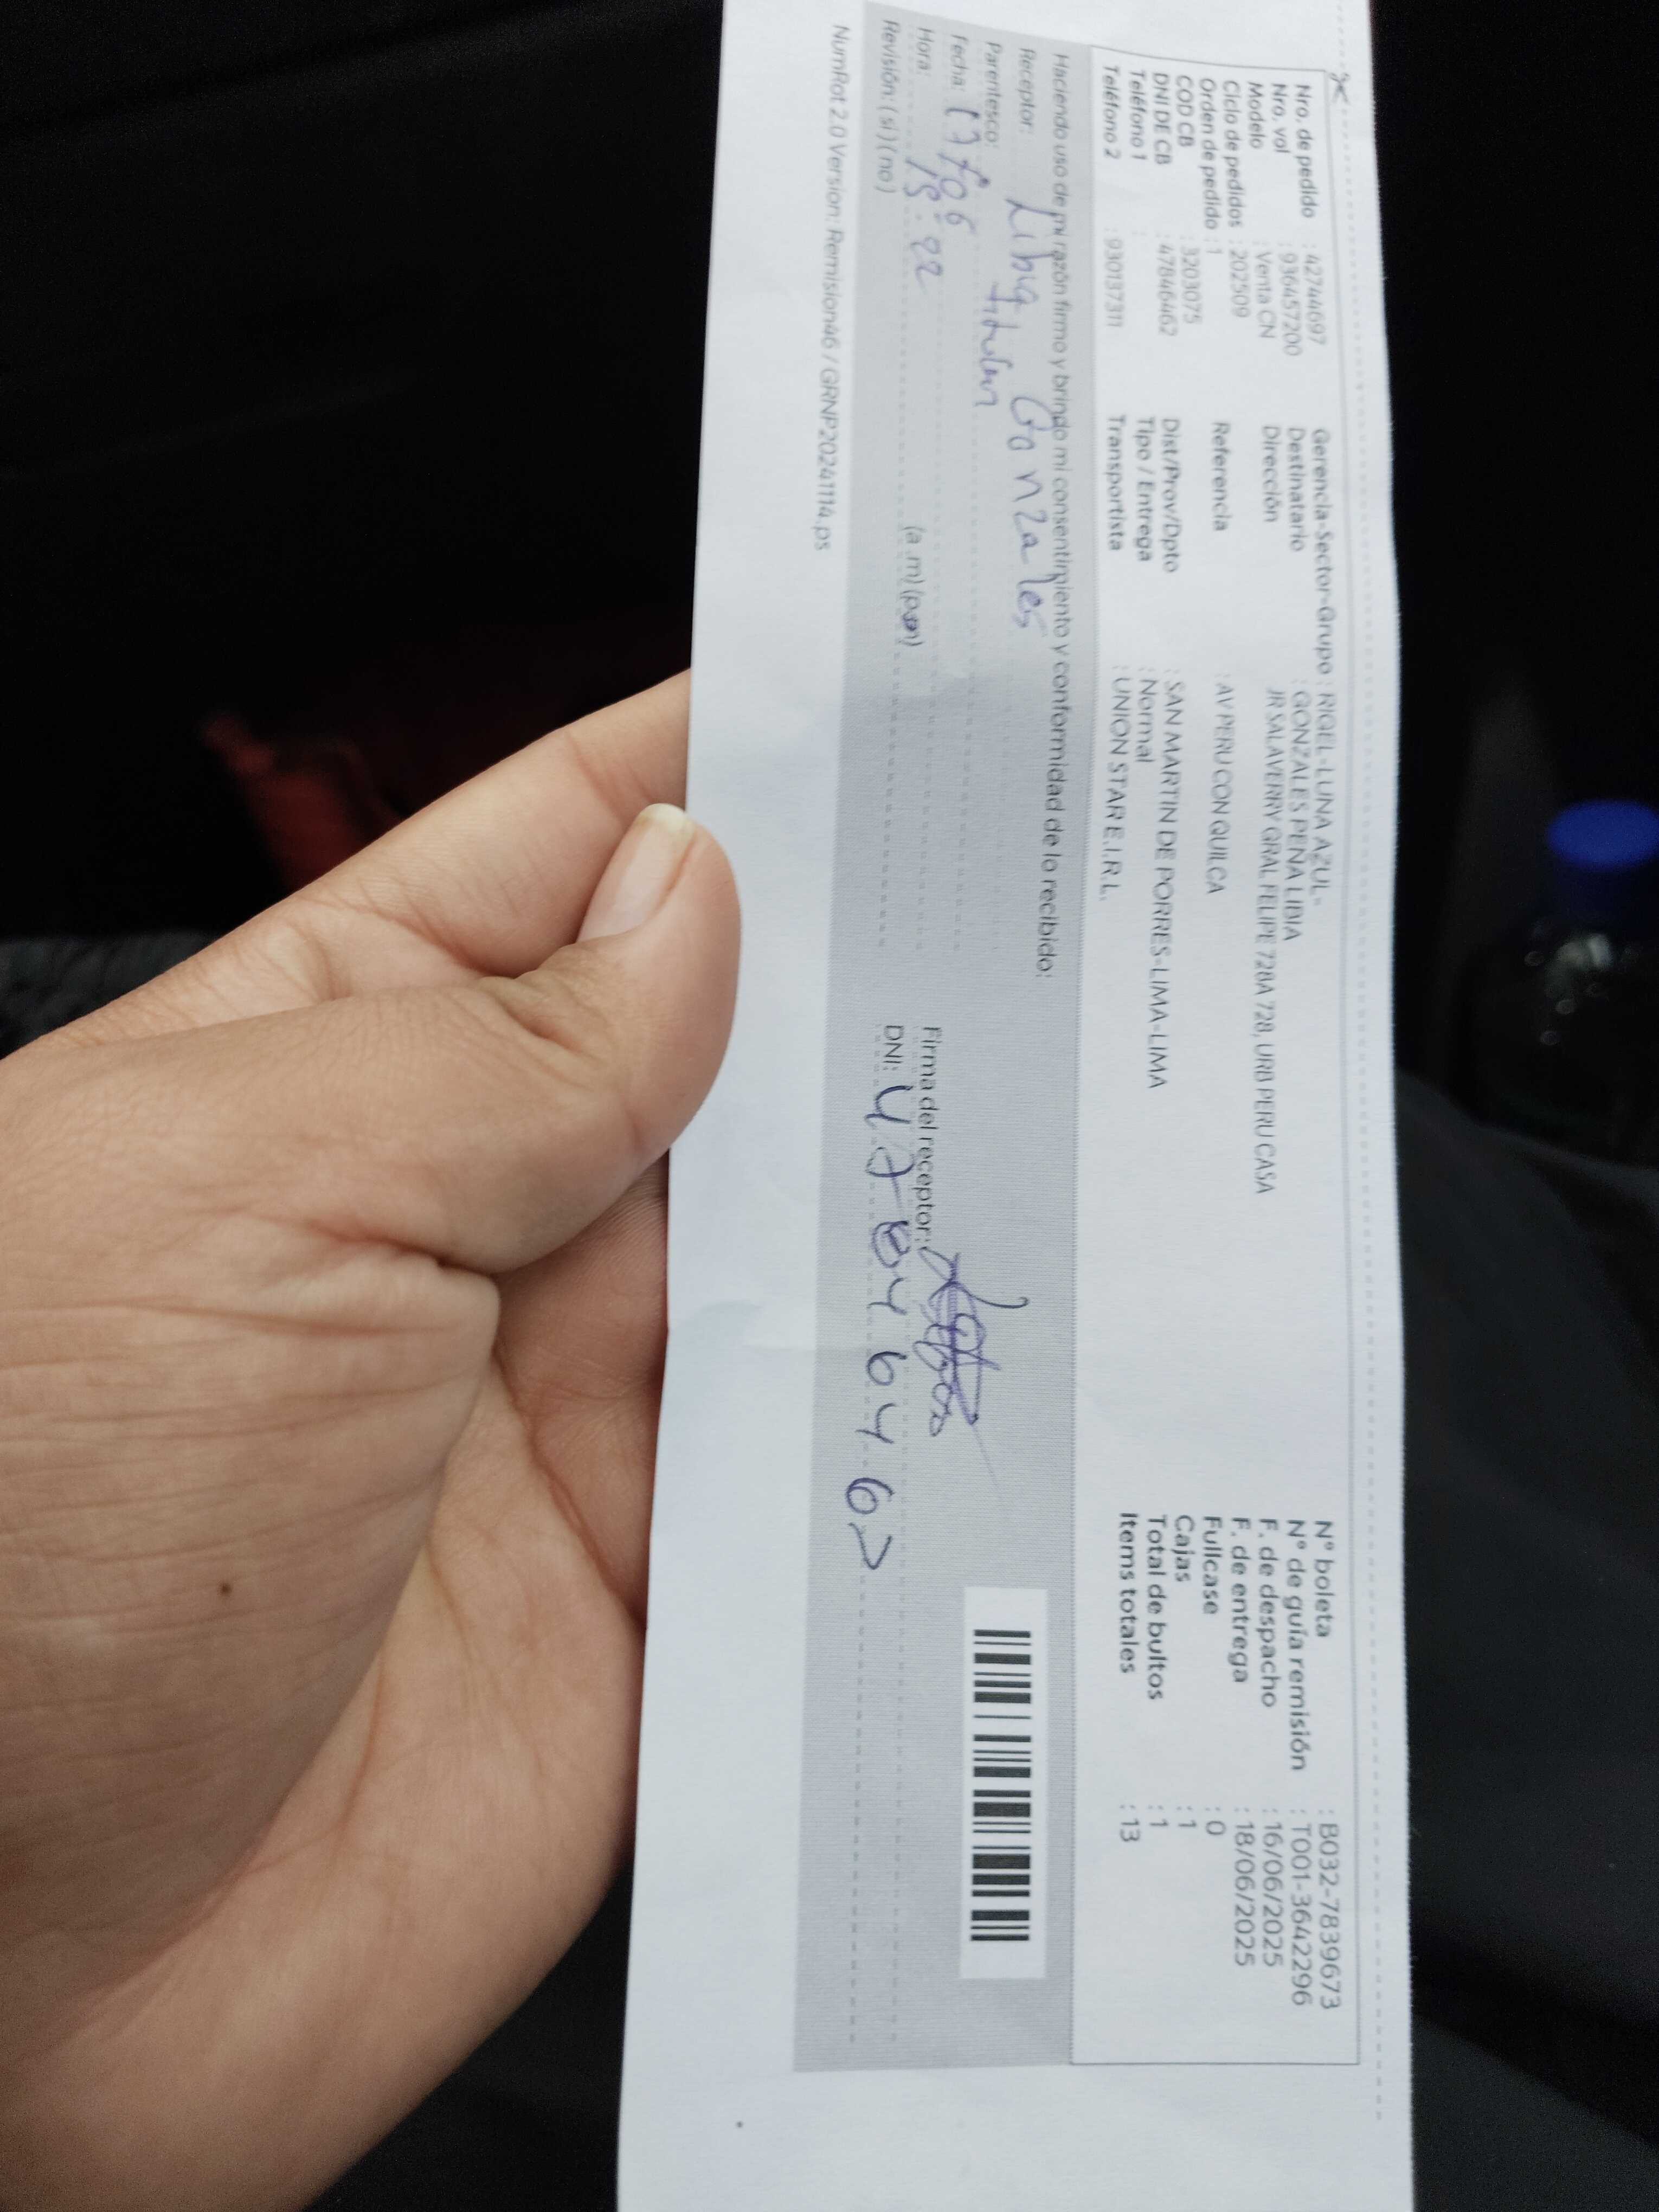 Nro. de pedido : 42744697
Nro. vol : 936457200
Modelo : Venta CN
Ciclo de pedidos : 202509
Orden de pedido : 1
COD CB : 3203075
DNI DE CB : 47846462
Teléfono 1 :
Teléfono 2 : 930137311
Gerencia-Sector-Grupo : RIGEL-LUNA AZUL-
Destinatario : GONZALES PEÑA LIBIA
Dirección JR SALAVERRY GRAL FELIPE 728A 728, URB PERU CASA
Referencia : AV PERU CON QUILCA
Dist/Prov/Dpto : SAN MARTIN DE PORRES-LIMA-LIMA
Tipo / Entrega : Normal
Transportista : UNION STAR E.I.R.L.
N° boleta : B032-7839673
N° de guía remisión : T001-36422296
F. de despacho : 16/06/2025
F. de entrega : 18/06/2025
Fullcase : 0
Cajas : 1
Total de bultos : 1
Items totales : 13
Haciendo uso de mi razón firmo y brindo mi consentimiento y conformidad de lo recibido:
Receptor: Libia Gonzales
Parentesco: titular
Fecha: 17/06
Hora: 15:22 (a.m) (p.m)
Revisión: ( si ) ( no )
Firma del receptor:
DNI: 47846462
NumRot 2.0 Version: Remision46 / GRNP20241114.ps